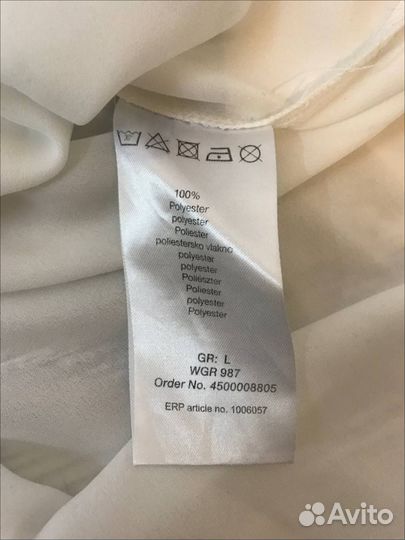 100%
Polyester
polyester
Poliester
poliestersko vlakno
polyester
polyester
Poliészter
Poliester
polyester
Polyester
GR: L
WGR 987
Order No. 4500008805
ERP article no. 1006057
Avito